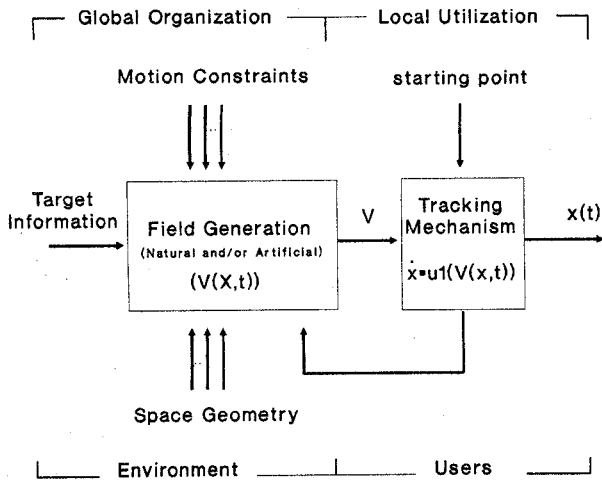 Global Organization
Local Utilization
Motion Constraints
starting point
Target
Information
Field Generation
(Natural and/or Artificial)
(V(X,t))
V
Tracking
Mechanism
ẋ=u1(V(x,t))
x(t)
Space Geometry
Environment
Users